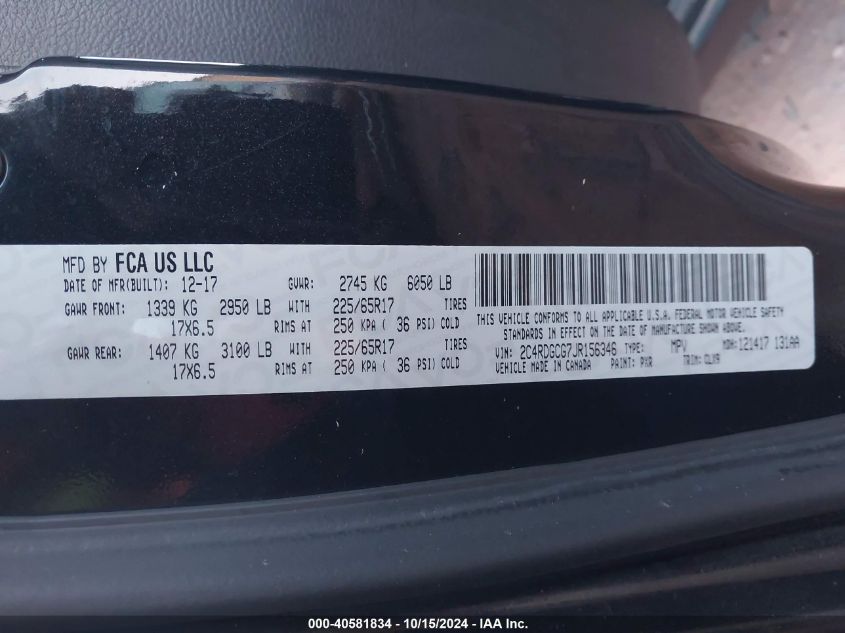 MFD BY FCA US LLC
DATE OF MFR(BUILT): 12-17 GVWR: 2745 KG 6050 LB
GAWR FRONT: 1339 KG 2950 LB WITH 225/65R17 TIRES
17X6.5 RIMS AT 250 KPA ( 36 PSI) COLD
GAWR REAR: 1407 KG 3100 LB WITH 225/65R17 TIRES
17X6.5 RIMS AT 250 KPA ( 36 PSI) COLD
THIS VEHICLE CONFORMS TO ALL APPLICABLE U.S.A. FEDERAL MOTOR VEHICLE SAFETY
STANDARDS IN EFFECT ON THE DATE OF MANUFACTURE SHOWN ABOVE.
VIN: 2C4RDGCG7JR156346 TYPE: MPV MDH: 121417 131AA
VEHICLE MADE IN CANADA PAINT: PXR TRIM: CLX9
000-40581834 - 10/15/2024 - IAAI.com